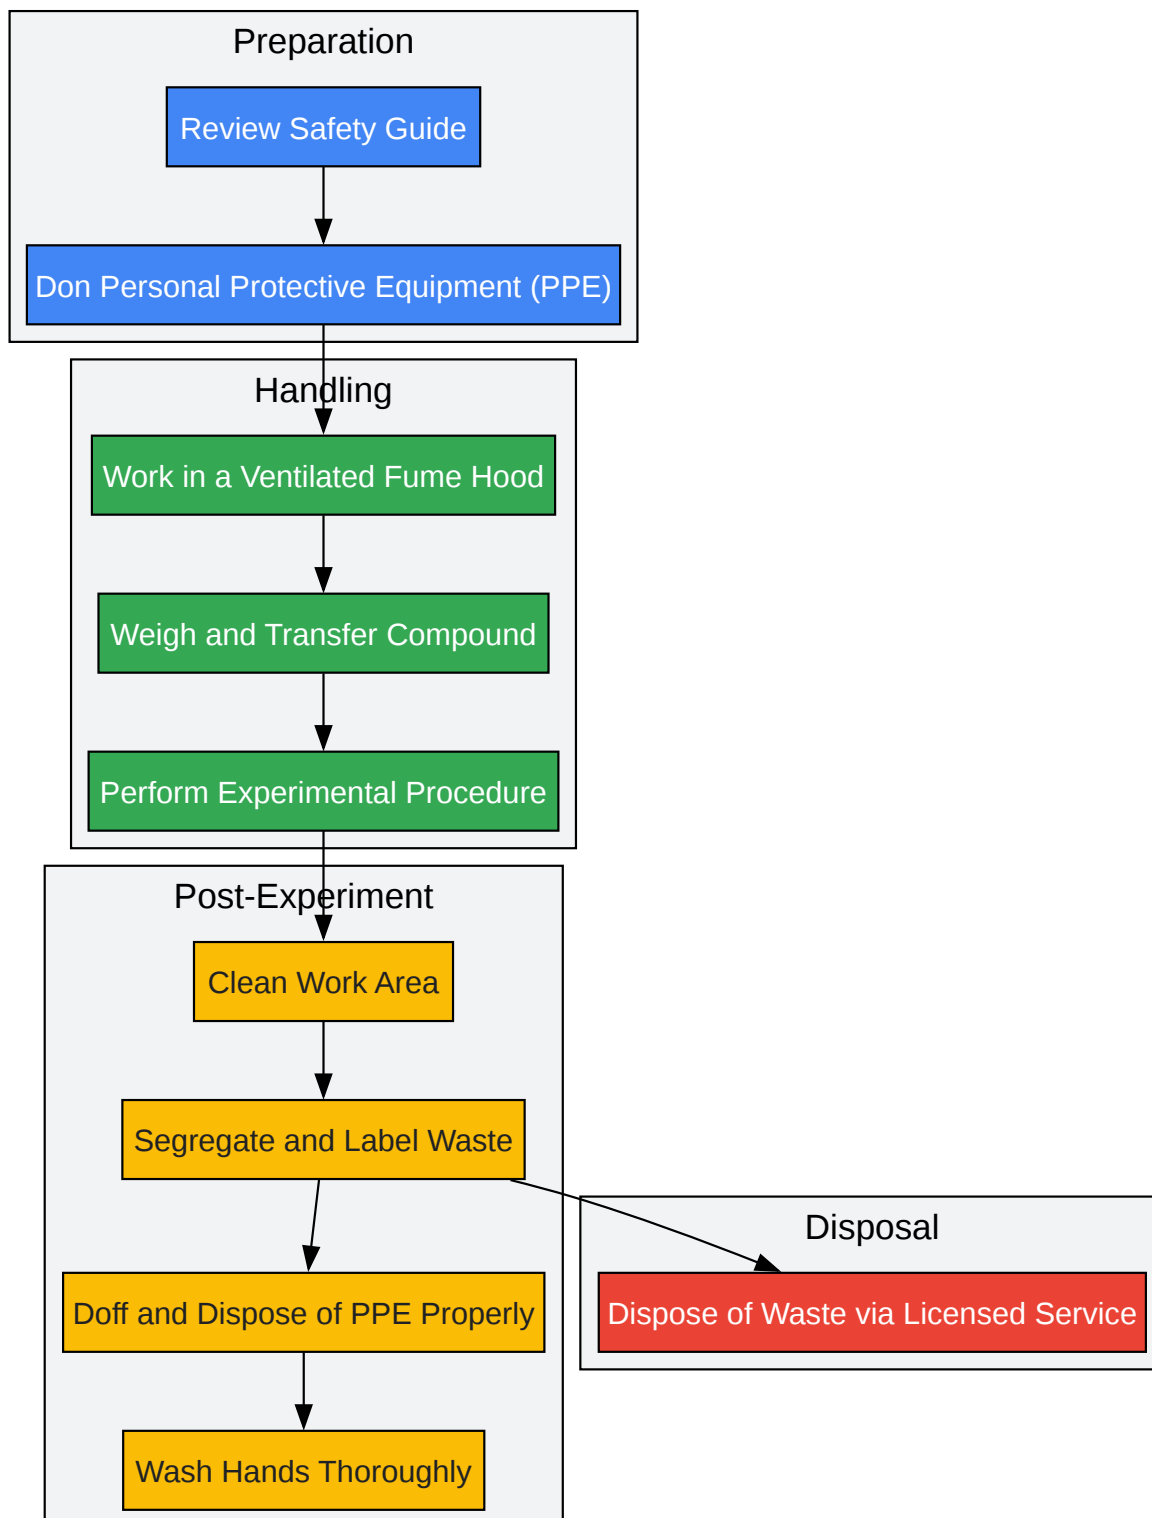 Preparation
Review Safety Guide
Don Personal Protective Equipment (PPE)
Handling
Work in a Ventilated Fume Hood
Weigh and Transfer Compound
Perform Experimental Procedure
Post-Experiment
Clean Work Area
Segregate and Label Waste
Doff and Dispose of PPE Properly
Wash Hands Thoroughly
Disposal
Dispose of Waste via Licensed Service